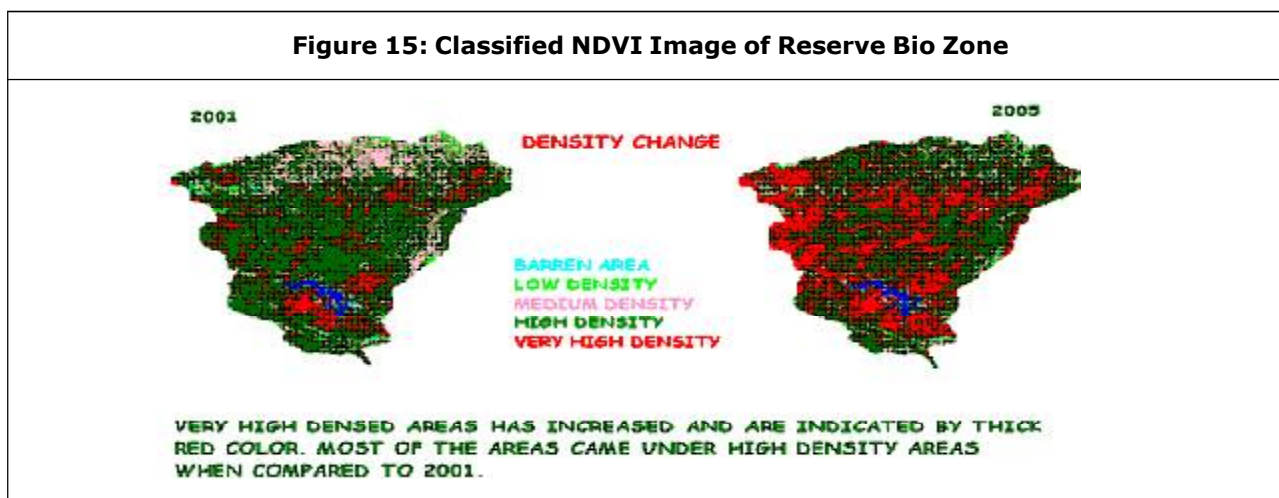 Figure 15: Classified NDVI Image of Reserve Bio Zone
2001
2005
DENSITY CHANGE
BARREN AREA
LOW DENSITY
MEDIUM DENSITY
HIGH DENSITY
VERY HIGH DENSITY
VERY HIGH DENSED AREAS HAS INCREASED AND ARE INDICATED BY THICK
RED COLOR. MOST OF THE AREAS CAME UNDER HIGH DENSITY AREAS
WHEN COMPARED TO 2001.